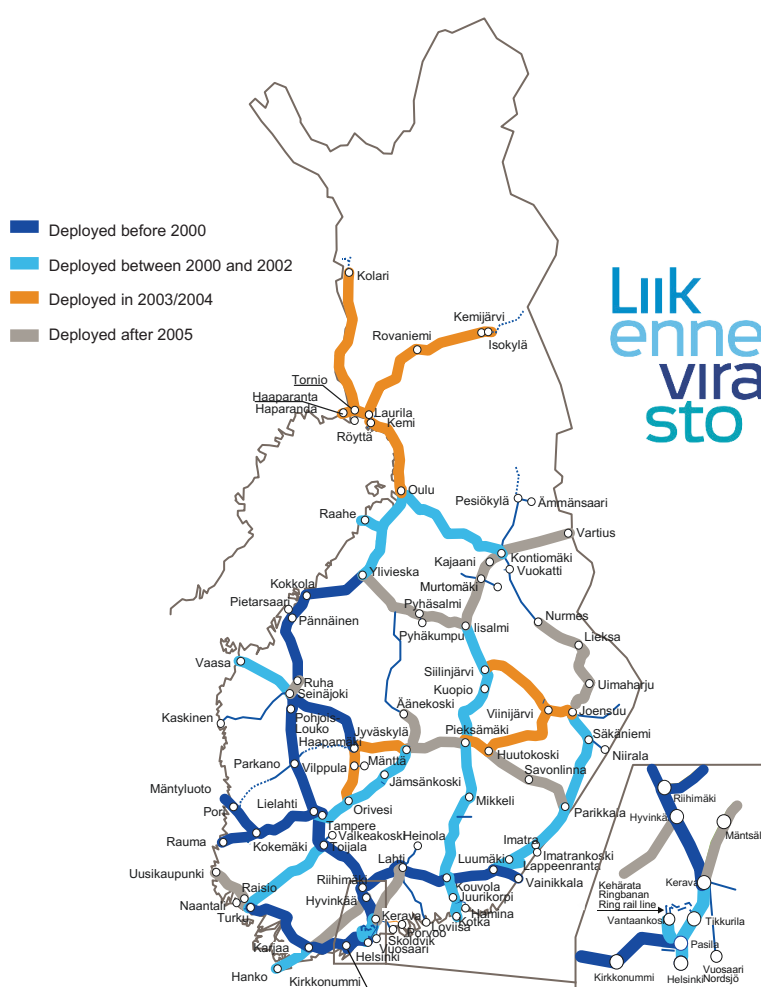 Deployed before 2000
Deployed between 2000 and 2002
Deployed in 2003/2004
Deployed after 2005
Liik
enne
vira
sto
Kolari
Kemijärvi
Isokylä
Rovaniemi
Tornio
Haaparanta
Haparanda
Laurila
Kemi
Röyttä
Oulu
Pesiökylä
Ämmänsaari
Raahe
Vartius
Kontiomäki
Kajaani
Vuokatti
Ylivieska
Murtomäki
Kokkola
Pietarsaari
Pännäinen
Pyhäsalmi
Pyhäkumpu
Iisalmi
Nurmes
Lieksa
Vaasa
Siilinjärvi
Kuopio
Ruha
Seinäjoki
Uimaharju
Kaskinen
Pohjois-
Louko
Äänekoski
Viinijärvi
Joensuu
Haapamäki
Jyväskylä
Pieksämäki
Säkäniemi
Niirala
Huutokoski
Parkano
Vilppula
Mänttä
Jämsänkoski
Savonlinna
Mäntyluoto
Pori
Lielahti
Orivesi
Mikkeli
Parikkala
Tampere
Valkeakoski
Heinola
Rauma
Kokemäki
Toijala
Imatra
Imatrankoski
Lahti
Luumäki
Lappeenranta
Vainikkala
Uusikaupunki
Raisio
Riihimäki
Kouvola
Naantali
Turku
Hyvinkää
Juurikorpi
Hamina
Kotka
Kerava
Loviisa
Porvoo
Sköldvik
Vuosaari
Karjaa
Helsinki
Hanko
Kirkkonummi
Riihimäki
Hyvinkää
Mäntsäl
Kerava
Kehärata
Ringbanan
Ring rail line
Vantaankoski
Tikkurila
Pasila
Kirkkonummi
Helsinki
Vuosaari
Nordsjö